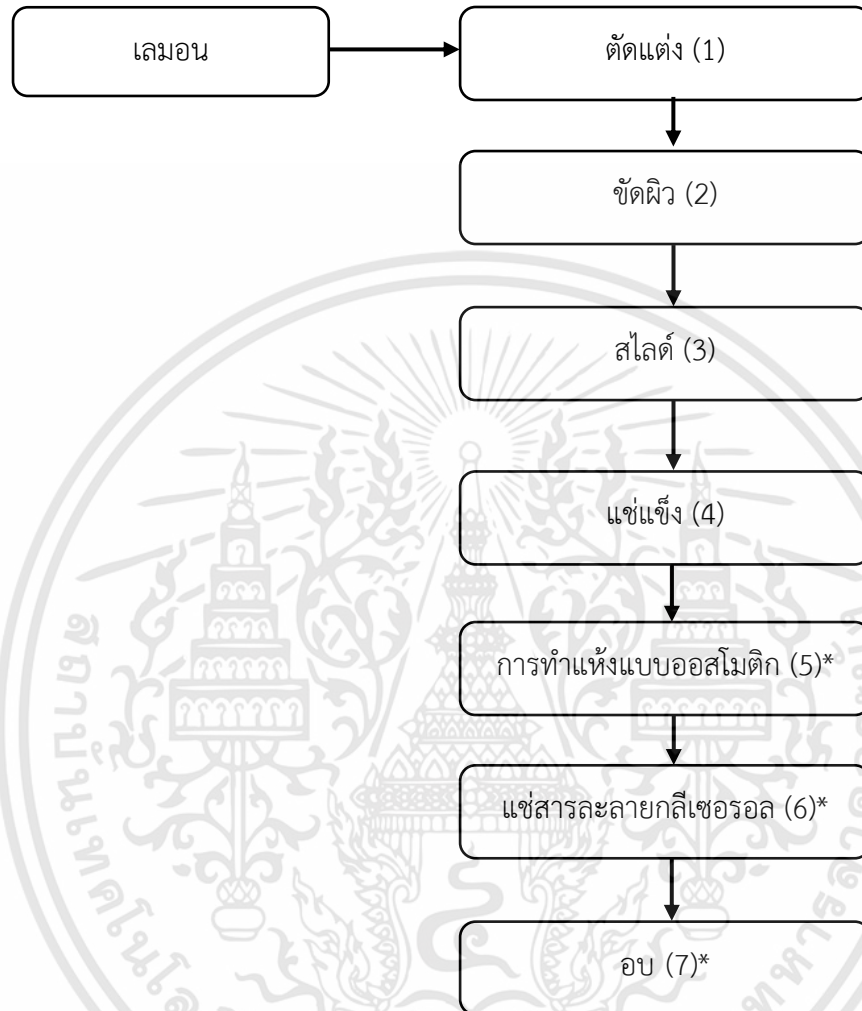 เลมอน
ตัดแต่ง (1)
ขัดผิว (2)
สไลด์ (3)
แช่แข็ง (4)
การทำแห้งแบบออสโมติก (5)*
แช่สารละลายกลีเซอรอล (6)*
อบ (7)*